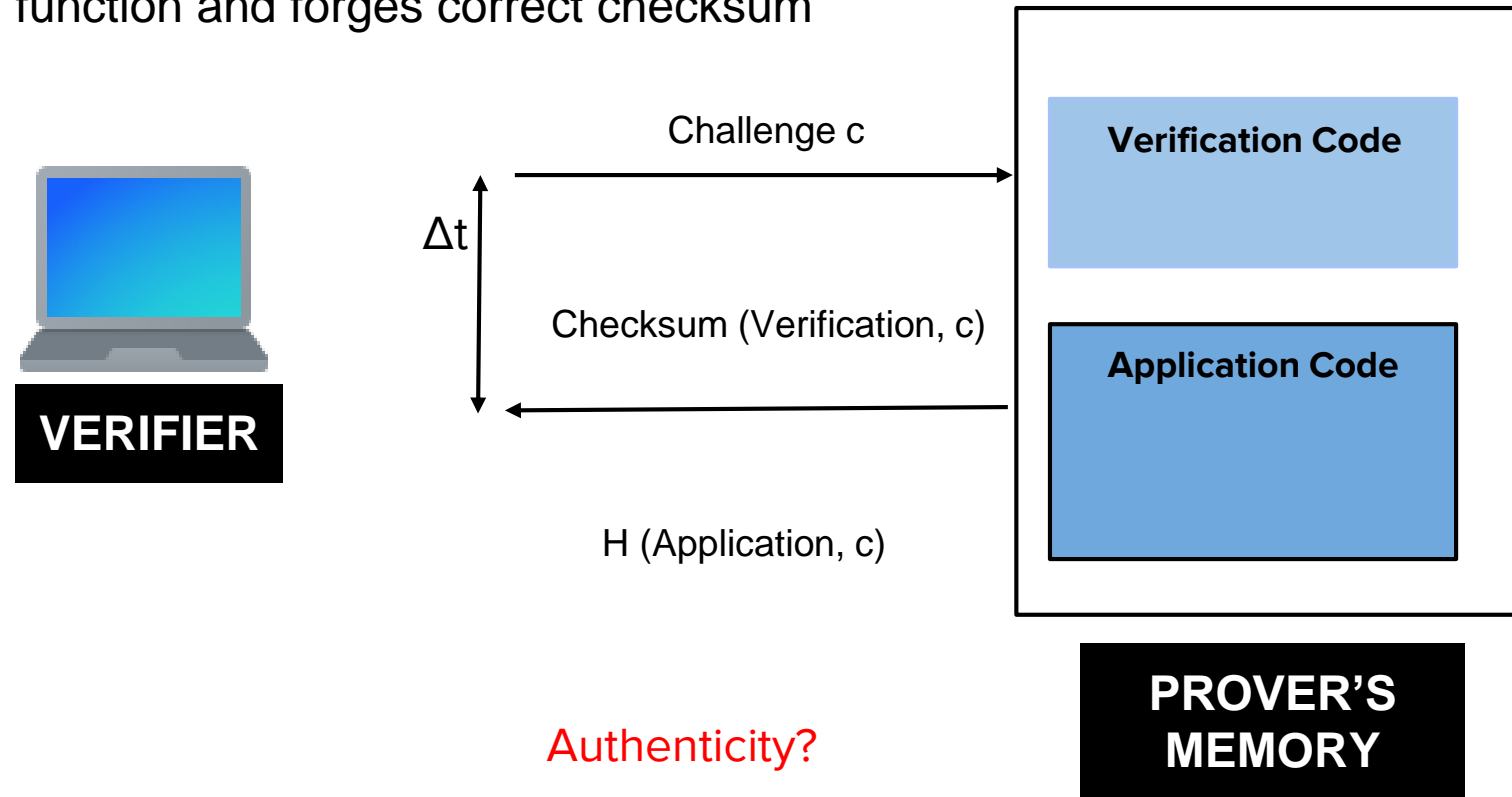 function and forges correct checksum
Challenge c
Verification Code
Δt
Checksum (Verification, c)
Application Code
VERIFIER
H (Application, c)
PROVER’S
MEMORY
Authenticity?